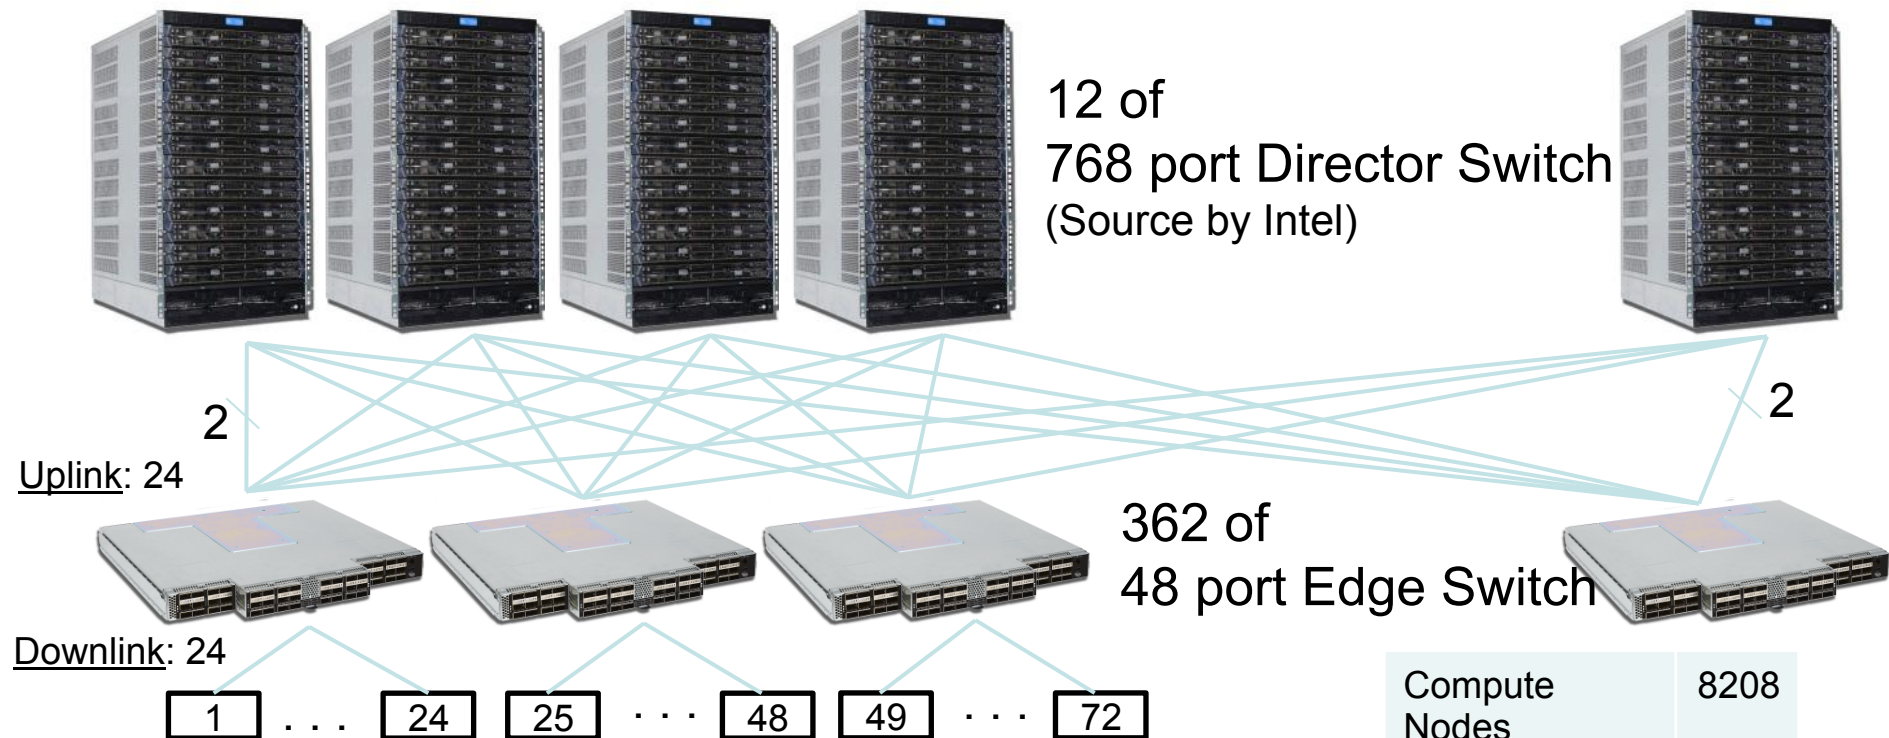 12 of
768 port Director Switch
(Source by Intel)
2
2
Uplink: 24
362 of
48 port Edge Switch
Downlink: 24
1 . . . 24 25 . . . 48 49 . . . 72
Compute Nodes 8208